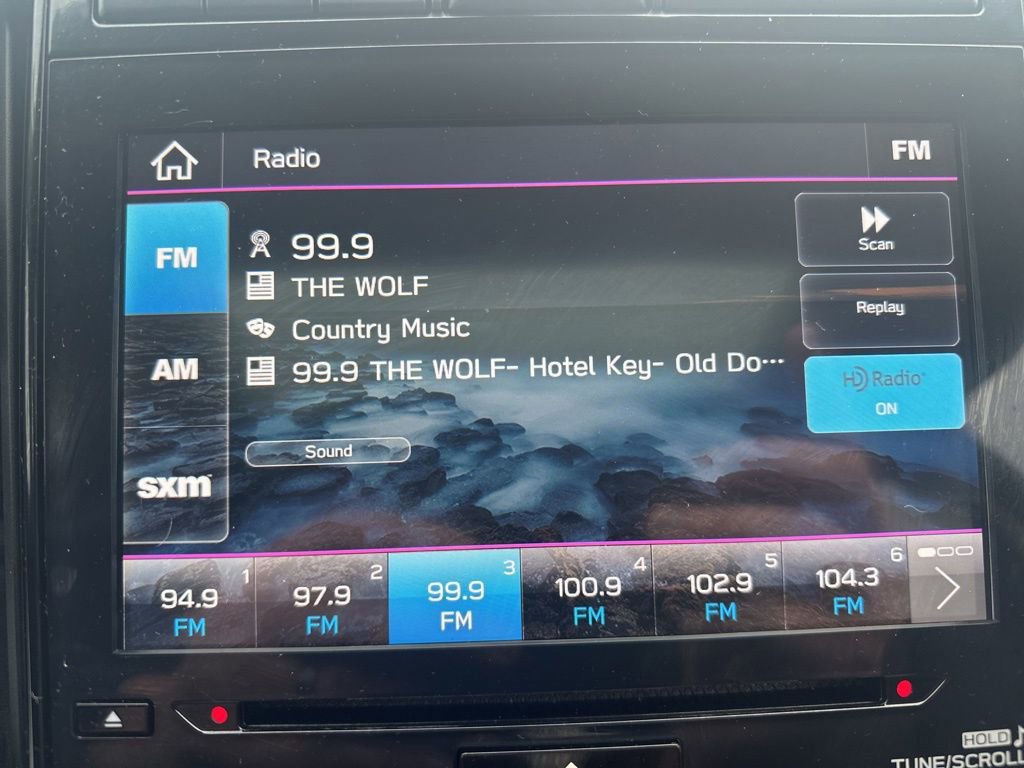 Radio
FM
FM
99.9
Scan
THE WOLF
Replay
Country Music
AM
99.9 THE WOLF- Hotel Key- Old Do...
HD Radio
ON
Sound
sxm
1
94.9
FM
2
97.9
FM
3
99.9
FM
4
100.9
FM
5
102.9
FM
6
104.3
FM
HOLD
TUNE/SCROLL